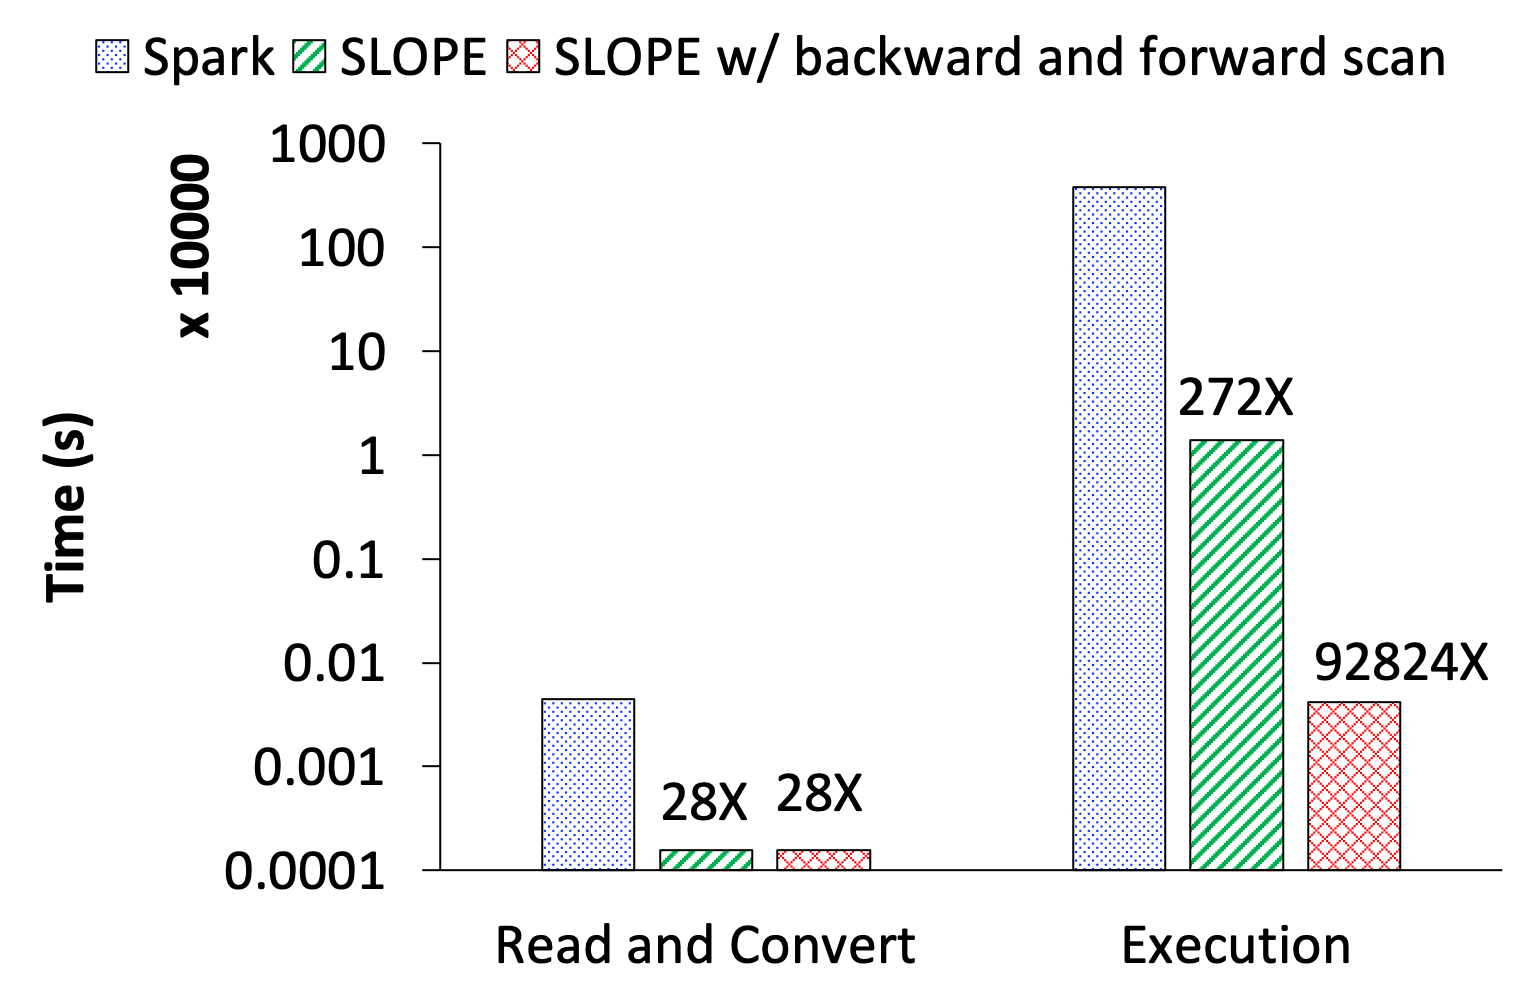 Spark SLOPE SLOPE w/ backward and forward scan
Time (s)
x 10000
1000
100
10
1
0.1
0.01
0.001
0.0001
28X
28X
272X
92824X
Read and Convert
Execution